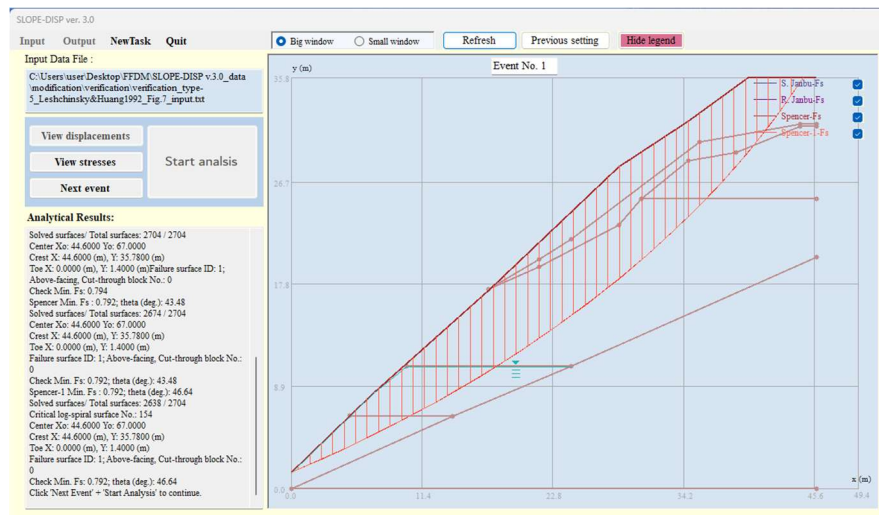 SLOPE-DISP ver. 3.0
Input Output NewTask Quit
Big window Small window Refresh Previous setting Hide legend
Input Data File :
C:\Users\user\Desktop\FFDM\SLOPE-DISP v.3.0_data
\modification\verification\verification_type-
5_Leshchinsky&Huang1992_Fig.7_input.txt
View displacements
View stresses
Next event
Start analsis
Analytical Results:
Solved surfaces/ Total surfaces: 2704 / 2704
Center Xo: 44.6000 Yo: 67.0000
Crest X: 44.6000 (m), Y: 35.7800 (m)
Toe X: 0.0000 (m), Y: 1.4000 (m)Failure surface ID: 1;
Above-facing, Cut-through block No.: 0
Check Min. Fs: 0.794
Spencer Min. Fs : 0.792; theta (deg.): 43.48
Solved surfaces/ Total surfaces: 2674 / 2704
Center Xo: 44.6000 Yo: 67.0000
Crest X: 44.6000 (m), Y: 35.7800 (m)
Toe X: 0.0000 (m), Y: 1.4000 (m)
Failure surface ID: 1; Above-facing, Cut-through block No.:
0
Check Min. Fs: 0.792; theta (deg.): 43.48
Spencer-1 Min. Fs : 0.792; theta (deg.): 46.64
Solved surfaces/ Total surfaces: 2638 / 2704
Critical log-spiral surface No.: 154
Center Xo: 44.6000 Yo: 67.0000
Crest X: 44.6000 (m), Y: 35.7800 (m)
Toe X: 0.0000 (m), Y: 1.4000 (m)
Failure surface ID: 1; Above-facing, Cut-through block No.:
0
Check Min. Fs: 0.792; theta (deg.): 46.64
Click 'Next Event' + 'Start Analysis' to continue.
Event No. 1
y (m)
35.8
26.7
17.8
8.9
0.0
S. Janbu-Fs
R. Janbu-Fs
Spencer-Fs
Spencer-1-Fs
x (m)
0.0 11.4 22.8 34.2 45.8 49.4